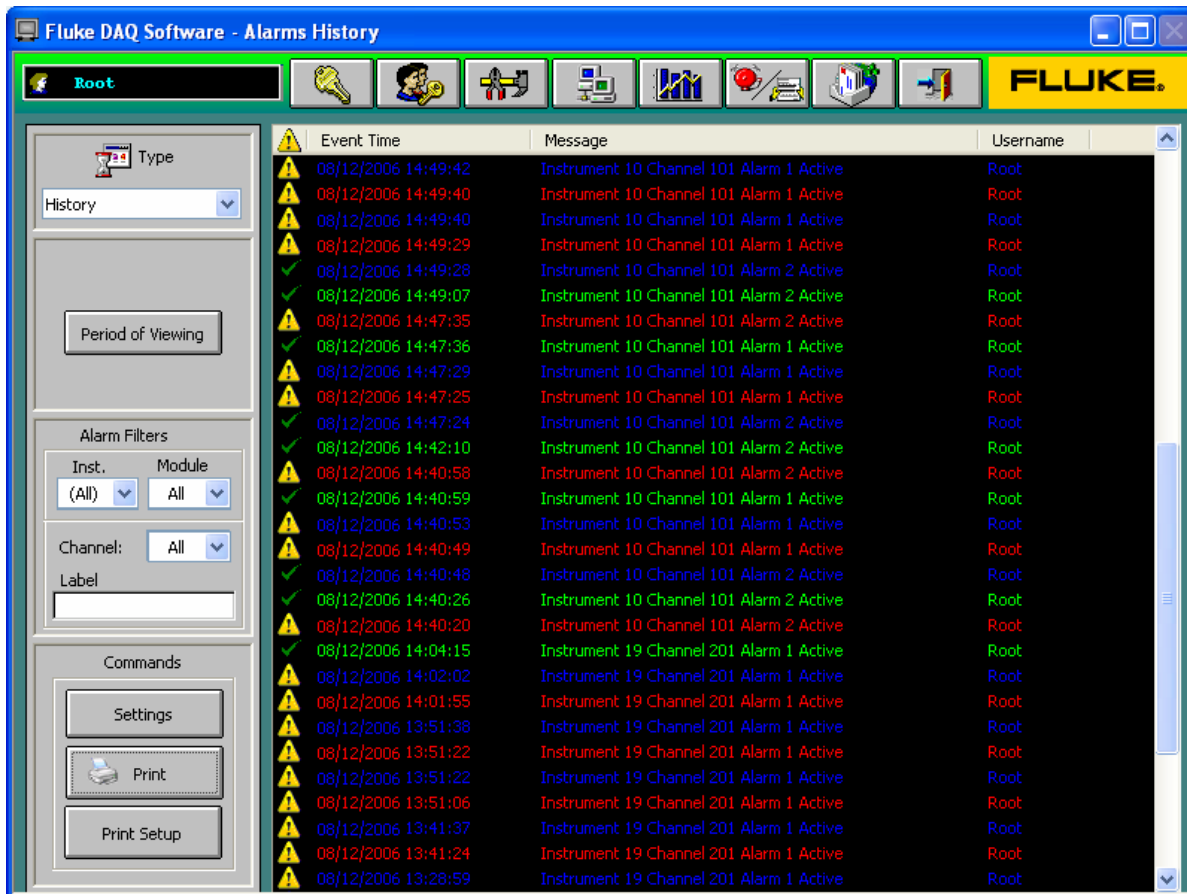 Fluke DAQ Software - Alarms History
Root
FLUKE®
Type
History
Period of Viewing
Alarm Filters
Inst. Module
(All) All
Channel: All
Label
Commands
Settings
Print
Print Setup
Event Time Message Username
08/12/2006 14:49:42 Instrument 10 Channel 101 Alarm 1 Active Root
08/12/2006 14:49:40 Instrument 10 Channel 101 Alarm 1 Active Root
08/12/2006 14:49:40 Instrument 10 Channel 101 Alarm 1 Active Root
08/12/2006 14:49:29 Instrument 10 Channel 101 Alarm 1 Active Root
08/12/2006 14:49:28 Instrument 10 Channel 101 Alarm 2 Active Root
08/12/2006 14:49:07 Instrument 10 Channel 101 Alarm 2 Active Root
08/12/2006 14:47:35 Instrument 10 Channel 101 Alarm 2 Active Root
08/12/2006 14:47:36 Instrument 10 Channel 101 Alarm 1 Active Root
08/12/2006 14:47:29 Instrument 10 Channel 101 Alarm 1 Active Root
08/12/2006 14:47:25 Instrument 10 Channel 101 Alarm 1 Active Root
08/12/2006 14:47:24 Instrument 10 Channel 101 Alarm 2 Active Root
08/12/2006 14:42:10 Instrument 10 Channel 101 Alarm 2 Active Root
08/12/2006 14:40:58 Instrument 10 Channel 101 Alarm 2 Active Root
08/12/2006 14:40:59 Instrument 10 Channel 101 Alarm 1 Active Root
08/12/2006 14:40:53 Instrument 10 Channel 101 Alarm 1 Active Root
08/12/2006 14:40:49 Instrument 10 Channel 101 Alarm 1 Active Root
08/12/2006 14:40:48 Instrument 10 Channel 101 Alarm 2 Active Root
08/12/2006 14:40:26 Instrument 10 Channel 101 Alarm 2 Active Root
08/12/2006 14:40:20 Instrument 10 Channel 101 Alarm 2 Active Root
08/12/2006 14:04:15 Instrument 19 Channel 201 Alarm 1 Active Root
08/12/2006 14:02:02 Instrument 19 Channel 201 Alarm 1 Active Root
08/12/2006 14:01:55 Instrument 19 Channel 201 Alarm 1 Active Root
08/12/2006 13:51:38 Instrument 19 Channel 201 Alarm 1 Active Root
08/12/2006 13:51:22 Instrument 19 Channel 201 Alarm 1 Active Root
08/12/2006 13:51:22 Instrument 19 Channel 201 Alarm 1 Active Root
08/12/2006 13:51:06 Instrument 19 Channel 201 Alarm 1 Active Root
08/12/2006 13:41:37 Instrument 19 Channel 201 Alarm 1 Active Root
08/12/2006 13:41:24 Instrument 19 Channel 201 Alarm 1 Active Root
08/12/2006 13:28:59 Instrument 19 Channel 201 Alarm 1 Active Root